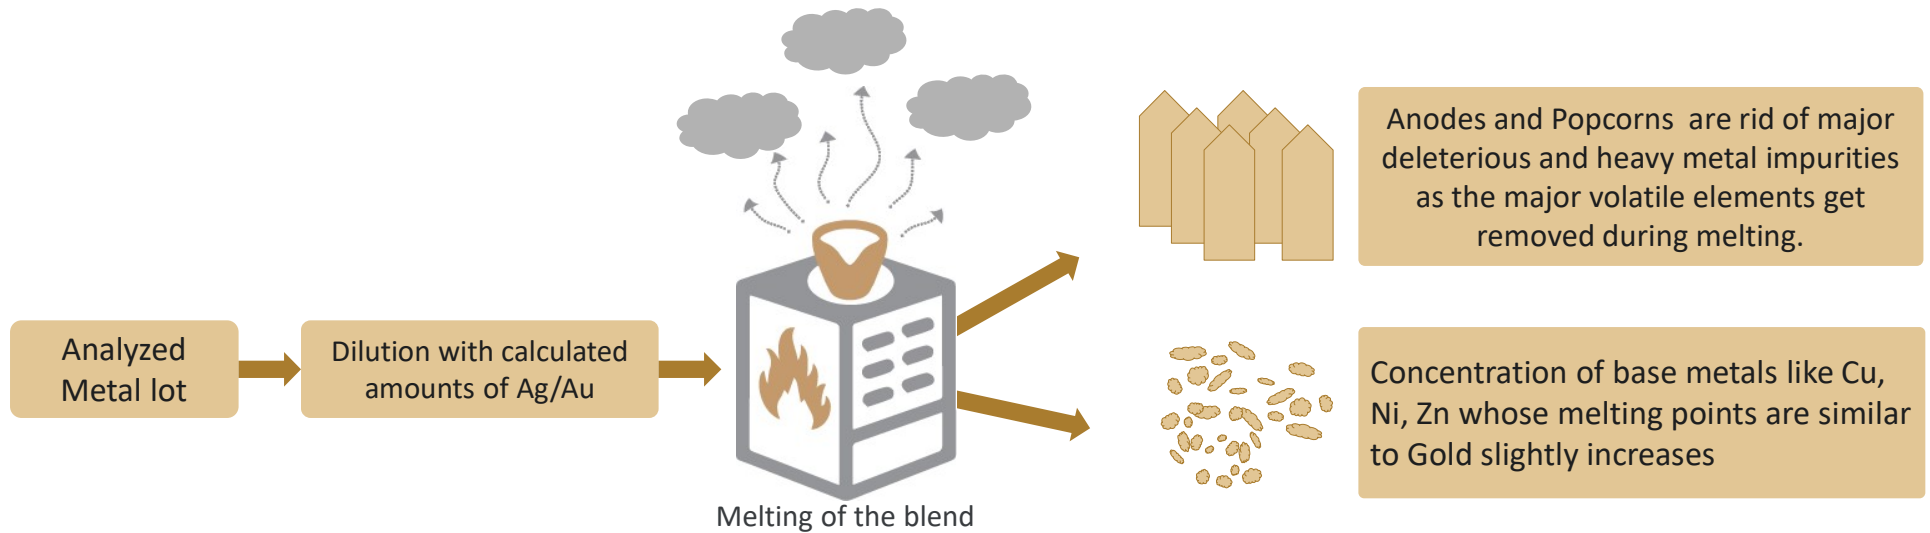 Analyzed
Metal lot
Dilution with calculated
amounts of Ag/Au
Melting of the blend
Anodes and Popcorns are rid of major
deleterious and heavy metal impurities
as the major volatile elements get
removed during melting.
Concentration of base metals like Cu,
Ni, Zn whose melting points are similar
to Gold slightly increases